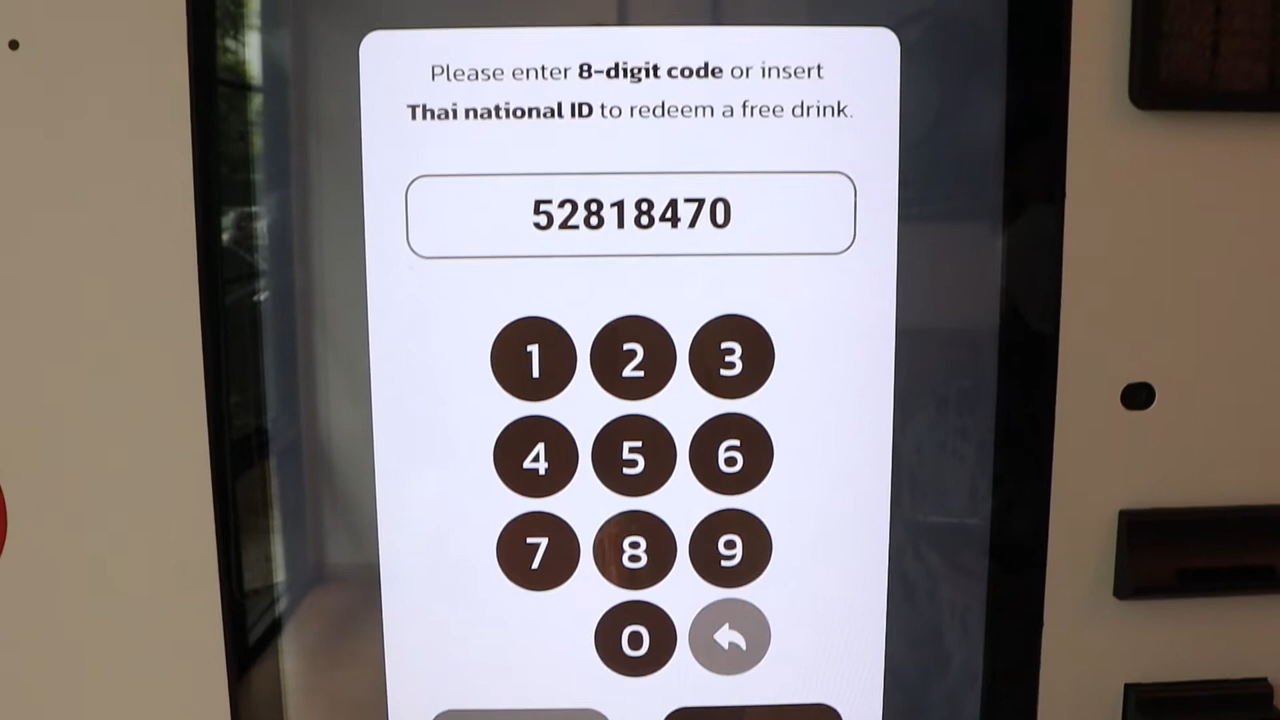 Please enter 8-digit code or insert
Thai national ID to redeem a free drink.
52818470
1 2 3
4 5 6
7 8 9
0